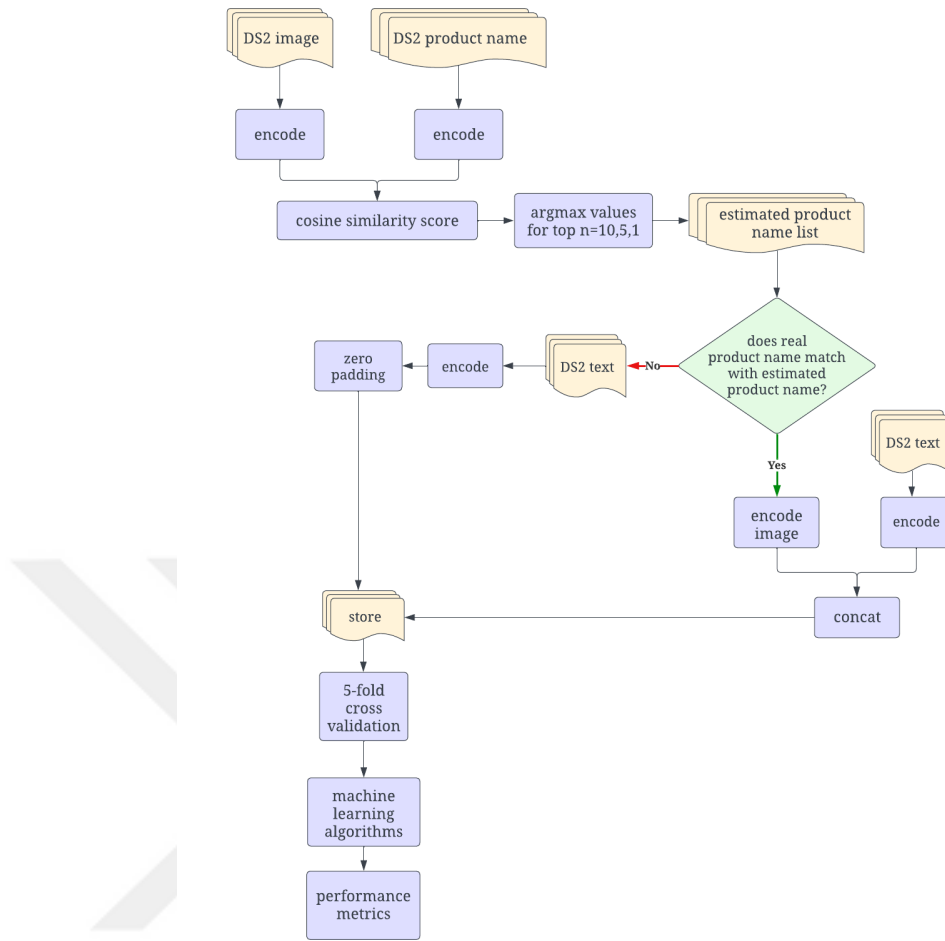 DS2 image
DS2 product name
encode
encode
cosine similarity score
argmax values
for top n=10,5,1
estimated product
name list
does real
product name match
with estimated
product name?
No
DS2 text
encode
zero
padding
Yes
DS2 text
encode
image
encode
concat
store
5-fold
cross
validation
machine
learning
algorithms
performance
metrics